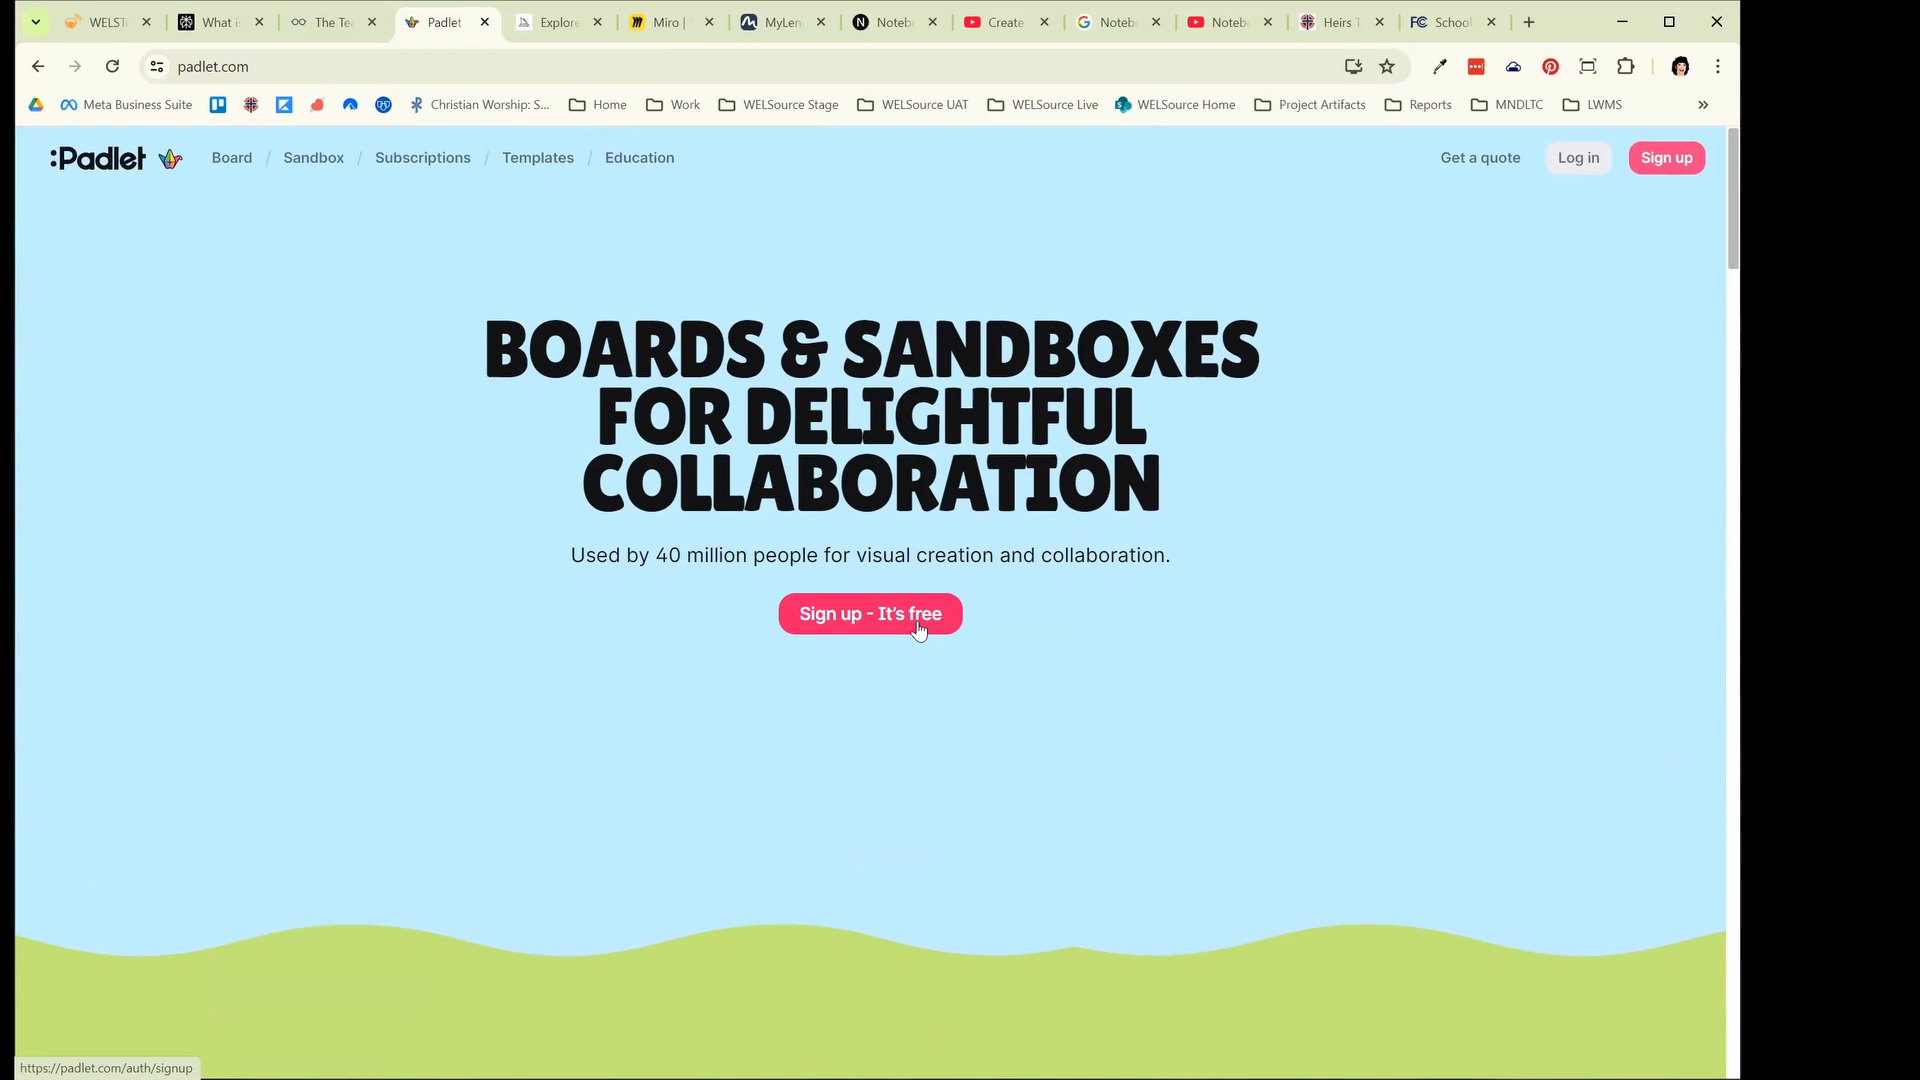 WELST
What i
The Te
Padlet
Explore
Miro |
MyLen
Noteb
Create
Noteb
Noteb
Heirs T
School
padlet.com
Meta Business Suite
Christian Worship: S...
Home
Work
WELSource Stage
WELSource UAT
WELSource Live
WELSource Home
Project Artifacts
Reports
MNDLTC
LWMS
:Padlet
Board / Sandbox / Subscriptions / Templates / Education
Get a quote
Log in
Sign up
BOARDS & SANDBOXES
FOR DELIGHTFUL
COLLABORATION
Used by 40 million people for visual creation and collaboration.
Sign up - It's free
https://padlet.com/auth/signup